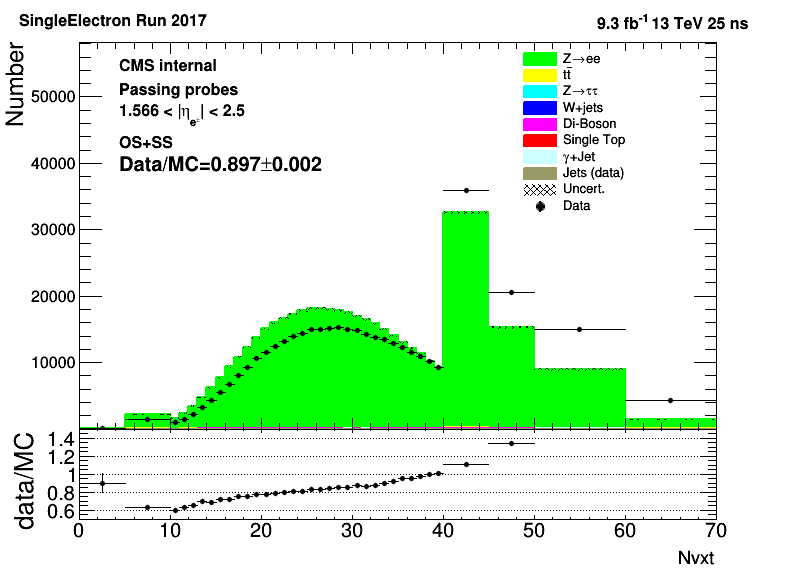 SingleElectron Run 2017
9.3 fb⁻¹ 13 TeV 25 ns
Number
CMS internal
Passing probes
1.566 < |η_e±| < 2.5
OS+SS
Data/MC=0.897±0.002
Z→ee
tt̄
Z→ττ
W+jets
Di-Boson
Single Top
γ+Jet
Jets (data)
Uncert.
Data
50000
40000
30000
20000
10000
data/MC
1.4
1.2
1
0.8
0.6
0 10 20 30 40 50 60 70
Nvxt